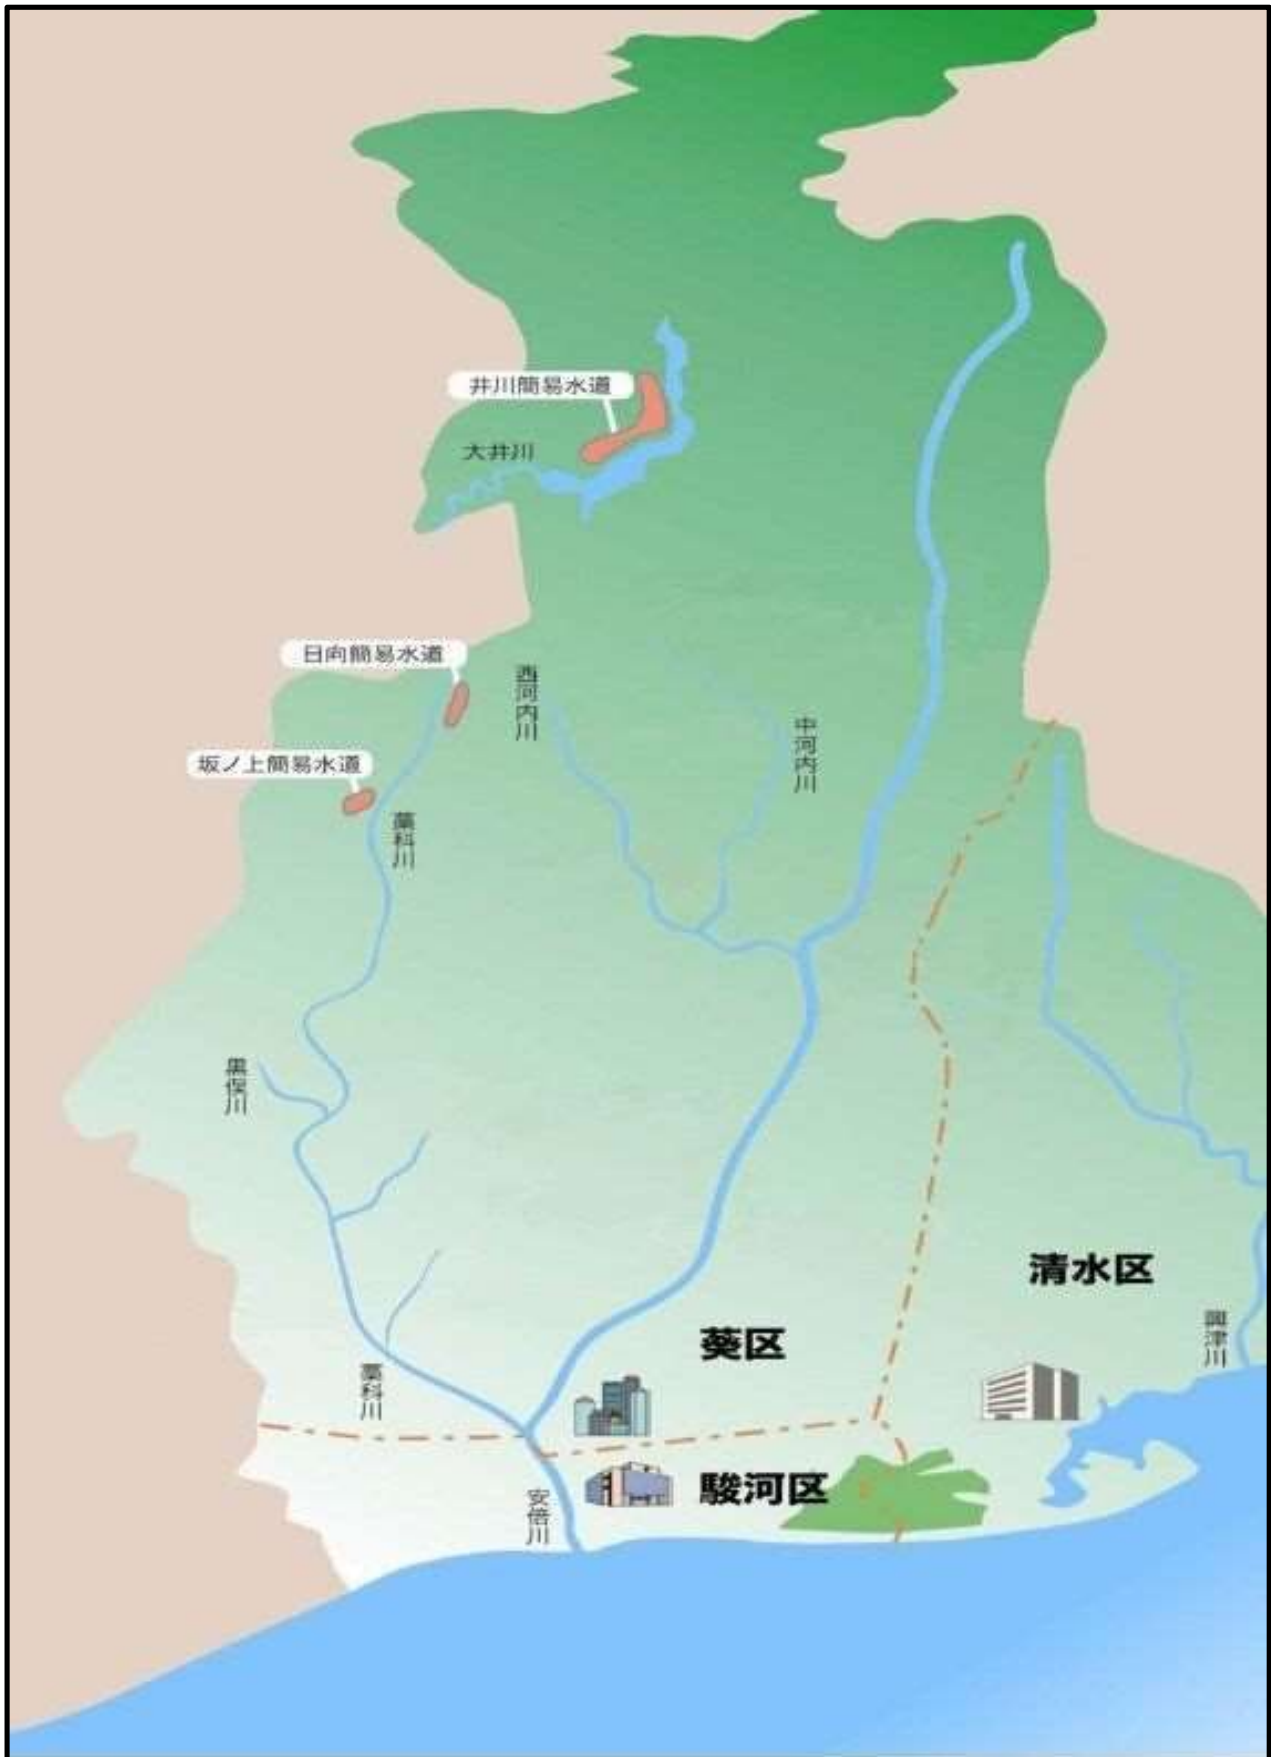 井川簡易水道
大井川
日向簡易水道
西河内川
中河内川
坂ノ上簡易水道
藁科川
黒俣川
清水区
興津川
葵区
藁科川
駿河区
安倍川